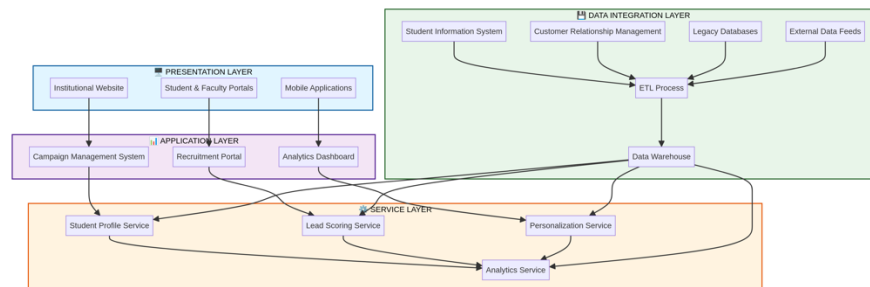 💾 DATA INTEGRATION LAYER
Student Information System
Customer Relationship Management
Legacy Databases
External Data Feeds
ETL Process
Data Warehouse
🖥️ PRESENTATION LAYER
Institutional Website
Student & Faculty Portals
Mobile Applications
📊 APPLICATION LAYER
Campaign Management System
Recruitment Portal
Analytics Dashboard
⚙️ SERVICE LAYER
Student Profile Service
Lead Scoring Service
Personalization Service
Analytics Service